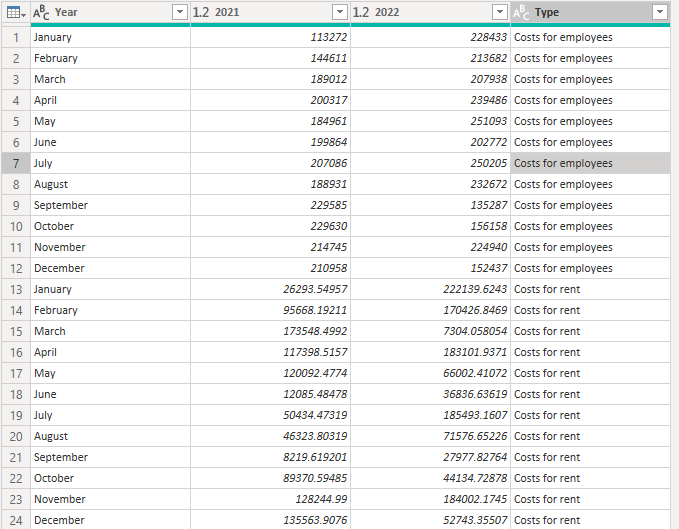 ABC Year 1.2 2021 1.2 2022 ABC Type
1 January 113272 228433 Costs for employees
2 February 144611 213682 Costs for employees
3 March 189012 207938 Costs for employees
4 April 200317 239486 Costs for employees
5 May 184961 251093 Costs for employees
6 June 199864 202772 Costs for employees
7 July 207086 250205 Costs for employees
8 August 188931 232672 Costs for employees
9 September 229585 135287 Costs for employees
10 October 229630 156158 Costs for employees
11 November 214745 224940 Costs for employees
12 December 210958 152437 Costs for employees
13 January 26293.54957 222139.6243 Costs for rent
14 February 95668.19211 170426.8469 Costs for rent
15 March 173548.4992 7304.058054 Costs for rent
16 April 117398.5157 183101.9371 Costs for rent
17 May 120092.4774 66002.41072 Costs for rent
18 June 12085.48478 36836.63619 Costs for rent
19 July 50434.47319 185493.1607 Costs for rent
20 August 46323.80319 71576.65226 Costs for rent
21 September 8219.619201 27977.82764 Costs for rent
22 October 89370.59485 44134.72878 Costs for rent
23 November 128244.99 184002.1745 Costs for rent
24 December 135563.9076 52743.35507 Costs for rent